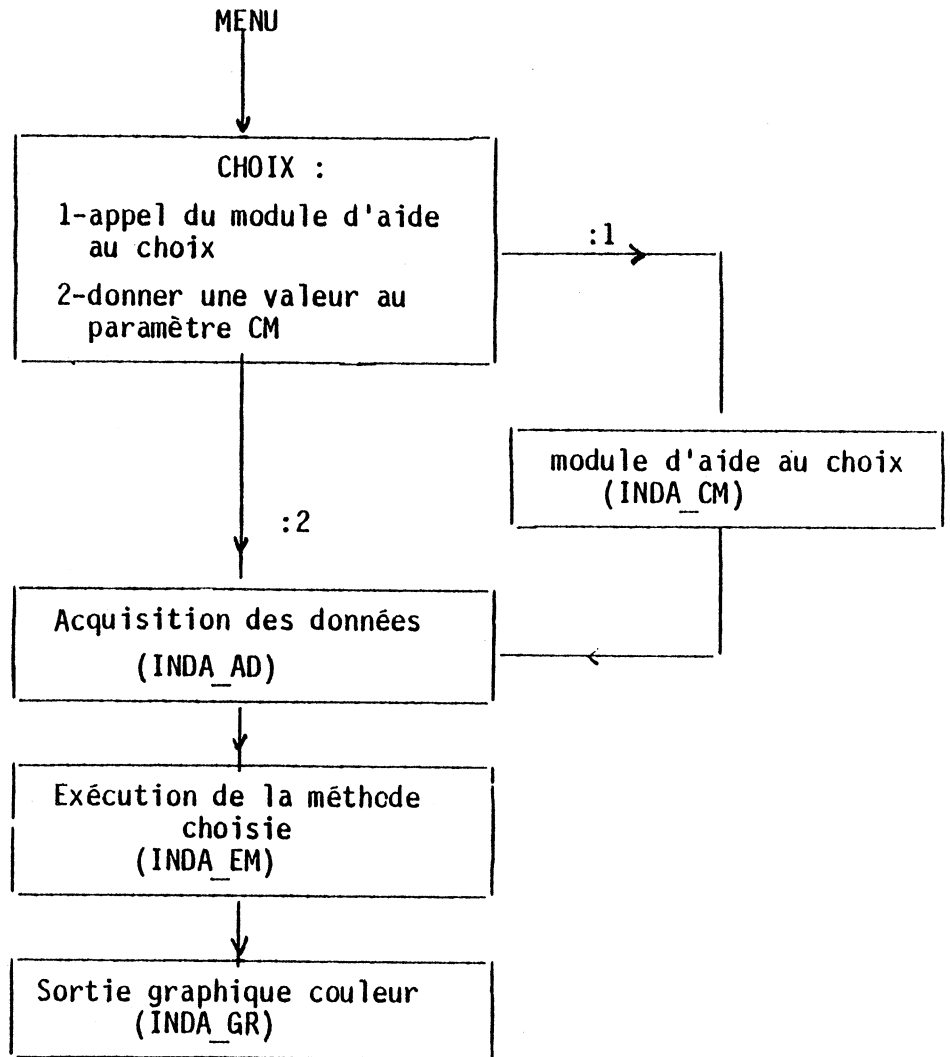 MENU
CHOIX :
1-appel du module d'aide
au choix
2-donner une valeur au
paramètre CM
:1
module d'aide au choix
(INDA_CM)
:2
Acquisition des données
(INDA_AD)
Exécution de la méthode
choisie
(INDA_EM)
Sortie graphique couleur
(INDA_GR)